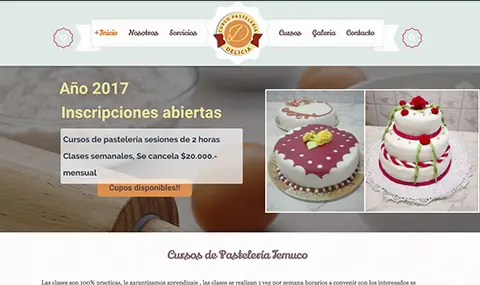 +Inicio Nosotros Servicios Cursos Galeria Contacto
CURSO PASTELERIA
D
DELICIA
Año 2017
Inscripciones abiertas
Cursos de pasteleria sesiones de 2 horas
Clases semanales, Se cancela $20.000.-
mensual
Cupos disponibles!!
Cursos de Pastelería Temuco
Las clases son 100% practicas, le garantizamos aprendizaje , las clases se realizan 1 vez por semana horarios a convenir con los interesados se